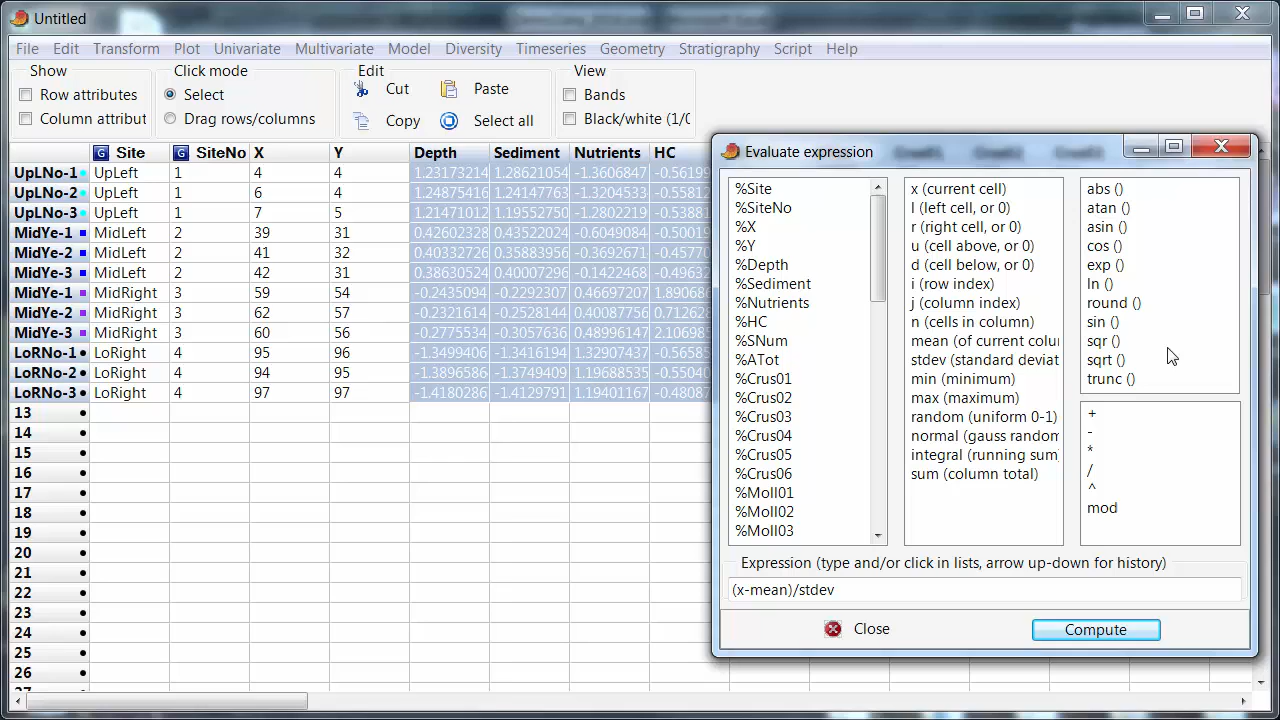 Untitled
File Edit Transform Plot Univariate Multivariate Model Diversity Timeseries Geometry Stratigraphy Script Help
Show Click mode Edit View
Row attributes Select Cut Paste Bands
Column attribut Drag rows/columns Copy Select all Black/white (1/0
G Site G SiteNo X Y Depth Sediment Nutrients HC
UpLNo-1 UpLeft 1 4 4 1.23173214 1.28621054 -1.3606847 -0.56199
UpLNo-2 UpLeft 1 6 4 1.24875416 1.24147763 -1.3204533 -0.55812
UpLNo-3 UpLeft 1 7 5 1.21471012 1.19552750 -1.2802219 -0.53881
MidYe-1 MidLeft 2 39 31 0.42602328 0.43522024 -0.6049084 -0.50019
MidYe-2 MidLeft 2 41 32 0.40332726 0.35883956 -0.3692671 -0.45770
MidYe-3 MidLeft 2 42 31 0.38630524 0.40007296 -0.1422468 -0.49632
MidYe-1 MidRight 3 59 54 -0.2435094 -0.2292307 0.46697207 1.890686
MidYe-2 MidRight 3 62 57 -0.2321614 -0.2528144 0.40087756 0.712628
MidYe-3 MidRight 3 60 56 -0.2775534 -0.3057636 0.48996147 2.106985
LoRNo-1 LoRight 4 95 96 -1.3499406 -1.3416194 1.32907437 -0.56585
LoRNo-2 LoRight 4 94 95 -1.3896586 -1.3749409 1.19688535 -0.55040
LoRNo-3 LoRight 4 97 97 -1.4180286 -1.4129791 1.19401167 -0.48087
13
14
15
16
17
18
19
20
21
22
23
24
25
26
Evaluate expression
%Site x (current cell) abs ()
%SiteNo l (left cell, or 0) atan ()
%X r (right cell, or 0) asin ()
%Y u (cell above, or 0) cos ()
%Depth d (cell below, or 0) exp ()
%Sediment i (row index) ln ()
%Nutrients j (column index) round ()
%HC n (cells in column) sin ()
%SNum mean (of current colu sqr ()
%ATot stdev (standard deviat sqrt ()
%Crus01 min (minimum) trunc ()
%Crus02 max (maximum)
%Crus03 random (uniform 0-1) +
%Crus04 normal (gauss random -
%Crus05 integral (running sum) *
%Crus06 sum (column total) /
%Moll01 ^
%Moll02 mod
%Moll03
Expression (type and/or click in lists, arrow up-down for history)
(x-mean)/stdev
Close Compute